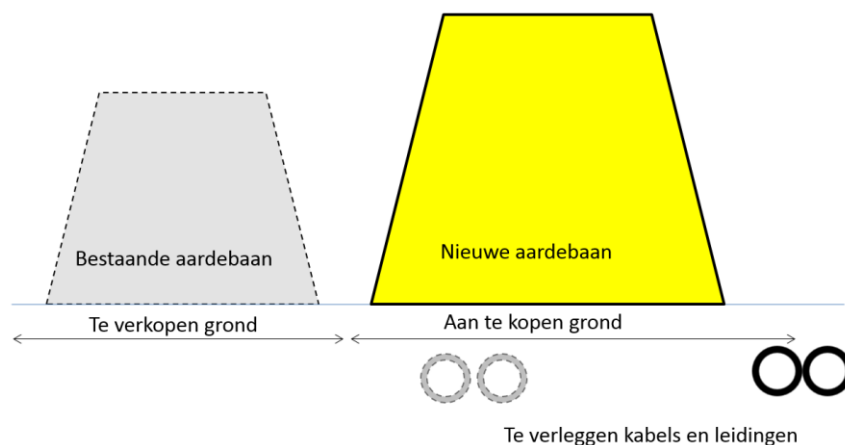 Bestaande aardebaan
Nieuwe aardebaan
Te verkopen grond
Aan te kopen grond
Te verleggen kabels en leidingen